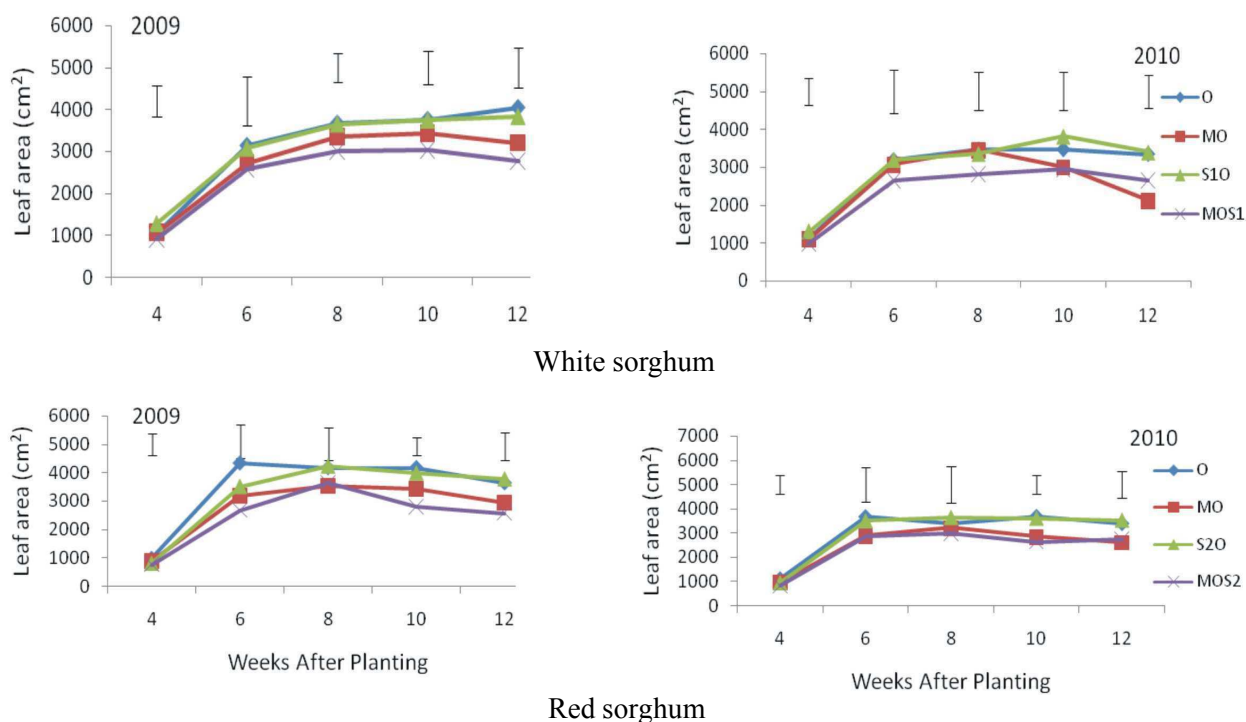 2009
Leaf area (cm²)
6000
5000
4000
3000
2000
1000
0
4 6 8 10 12
2010
Leaf area (cm²)
6000
5000
4000
3000
2000
1000
0
4 6 8 10 12
O
MO
S1O
MOS1
White sorghum
2009
Leaf area (cm²)
6000
5000
4000
3000
2000
1000
0
4 6 8 10 12
Weeks After Planting
2010
Leaf area (cm²)
7000
6000
5000
4000
3000
2000
1000
0
4 6 8 10 12
Weeks After Planting
O
MO
S2O
MOS2
Red sorghum